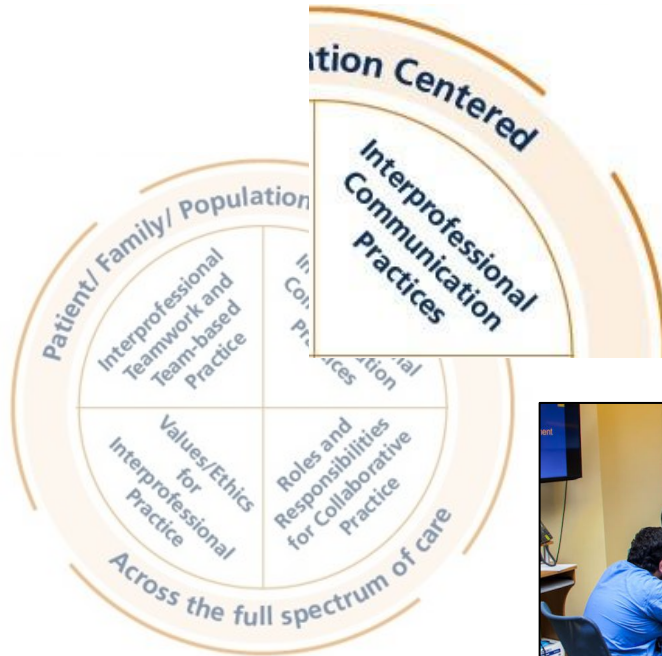 ation Centered
Interprofessional
Communication
Practices
Patient/ Family/ Population
Interprofessional
Teamwork and
Team-based
Practice
Values/Ethics
for
Interprofessional
Practice
Roles and
Responsibilities
for Collaborative
Practice
Across the full spectrum of care